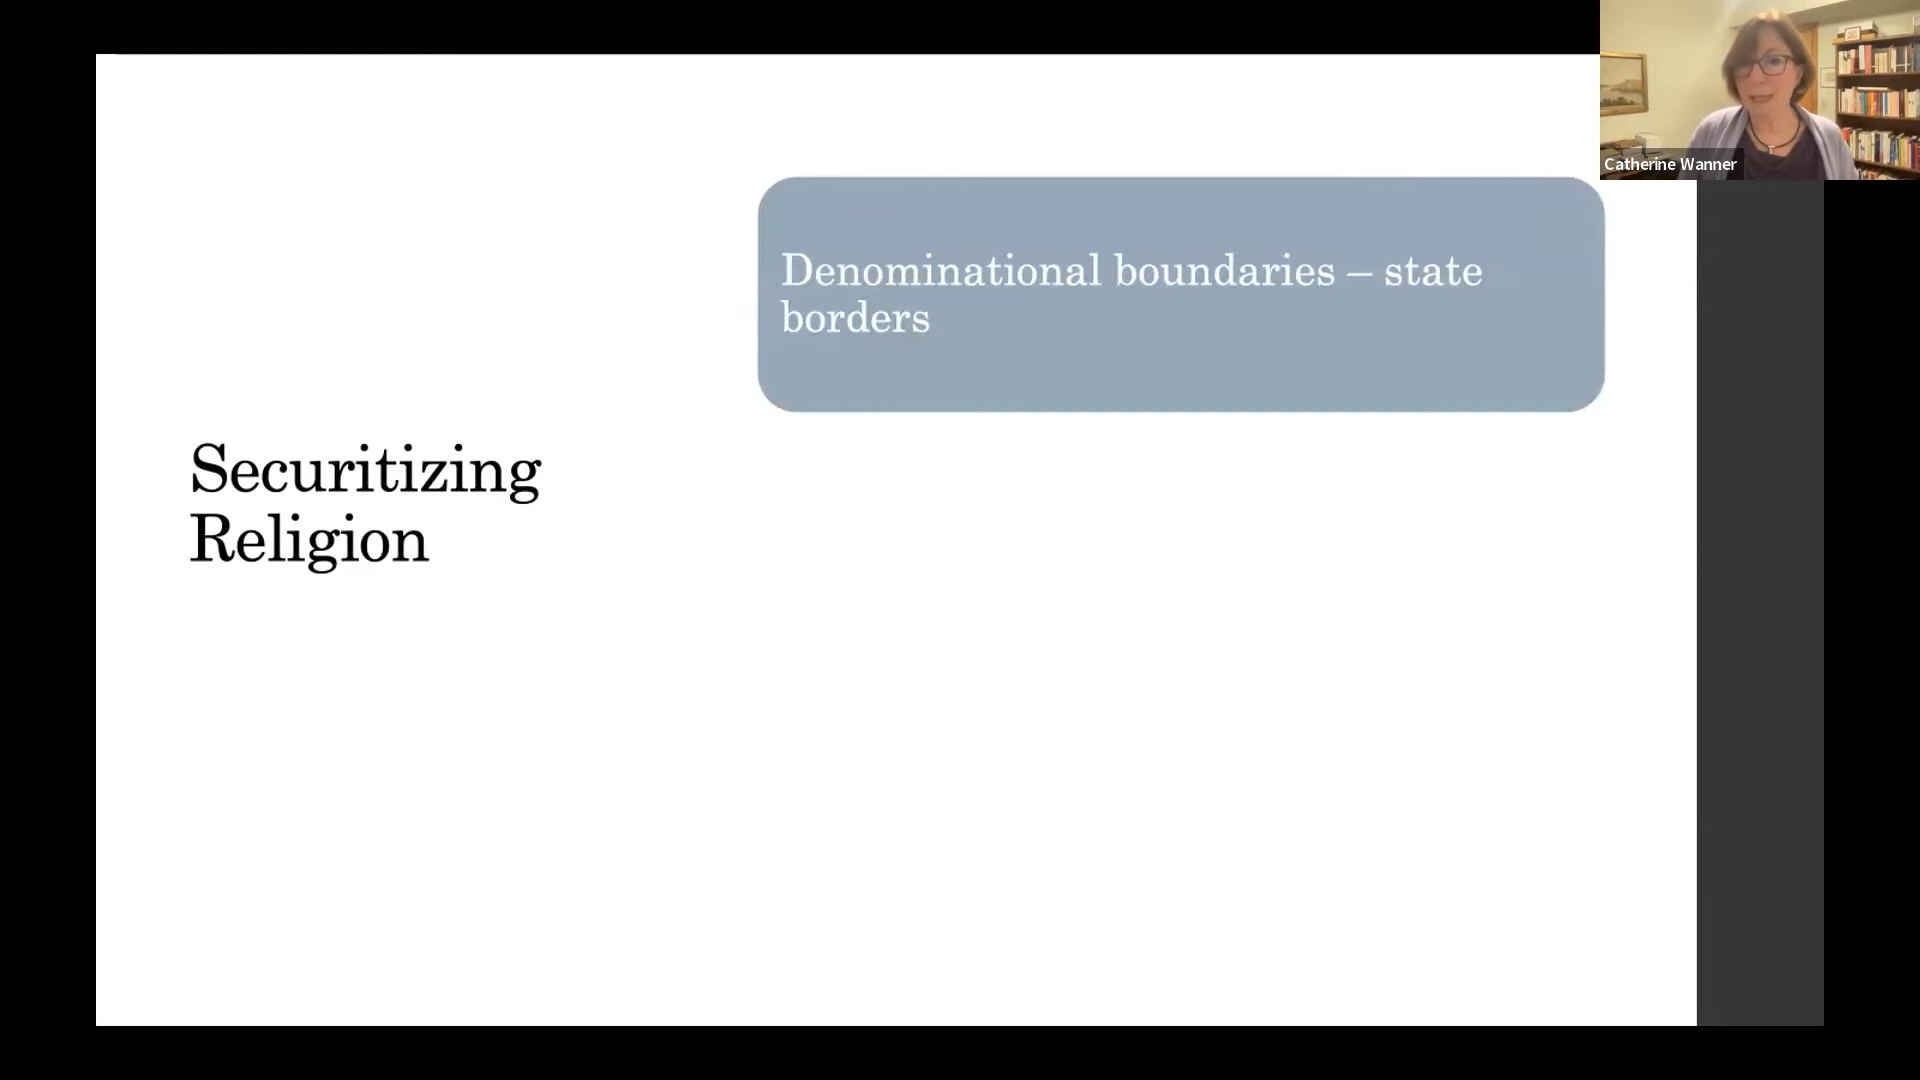 Catherine Wanner
Denominational boundaries – state
borders
Securitizing
Religion